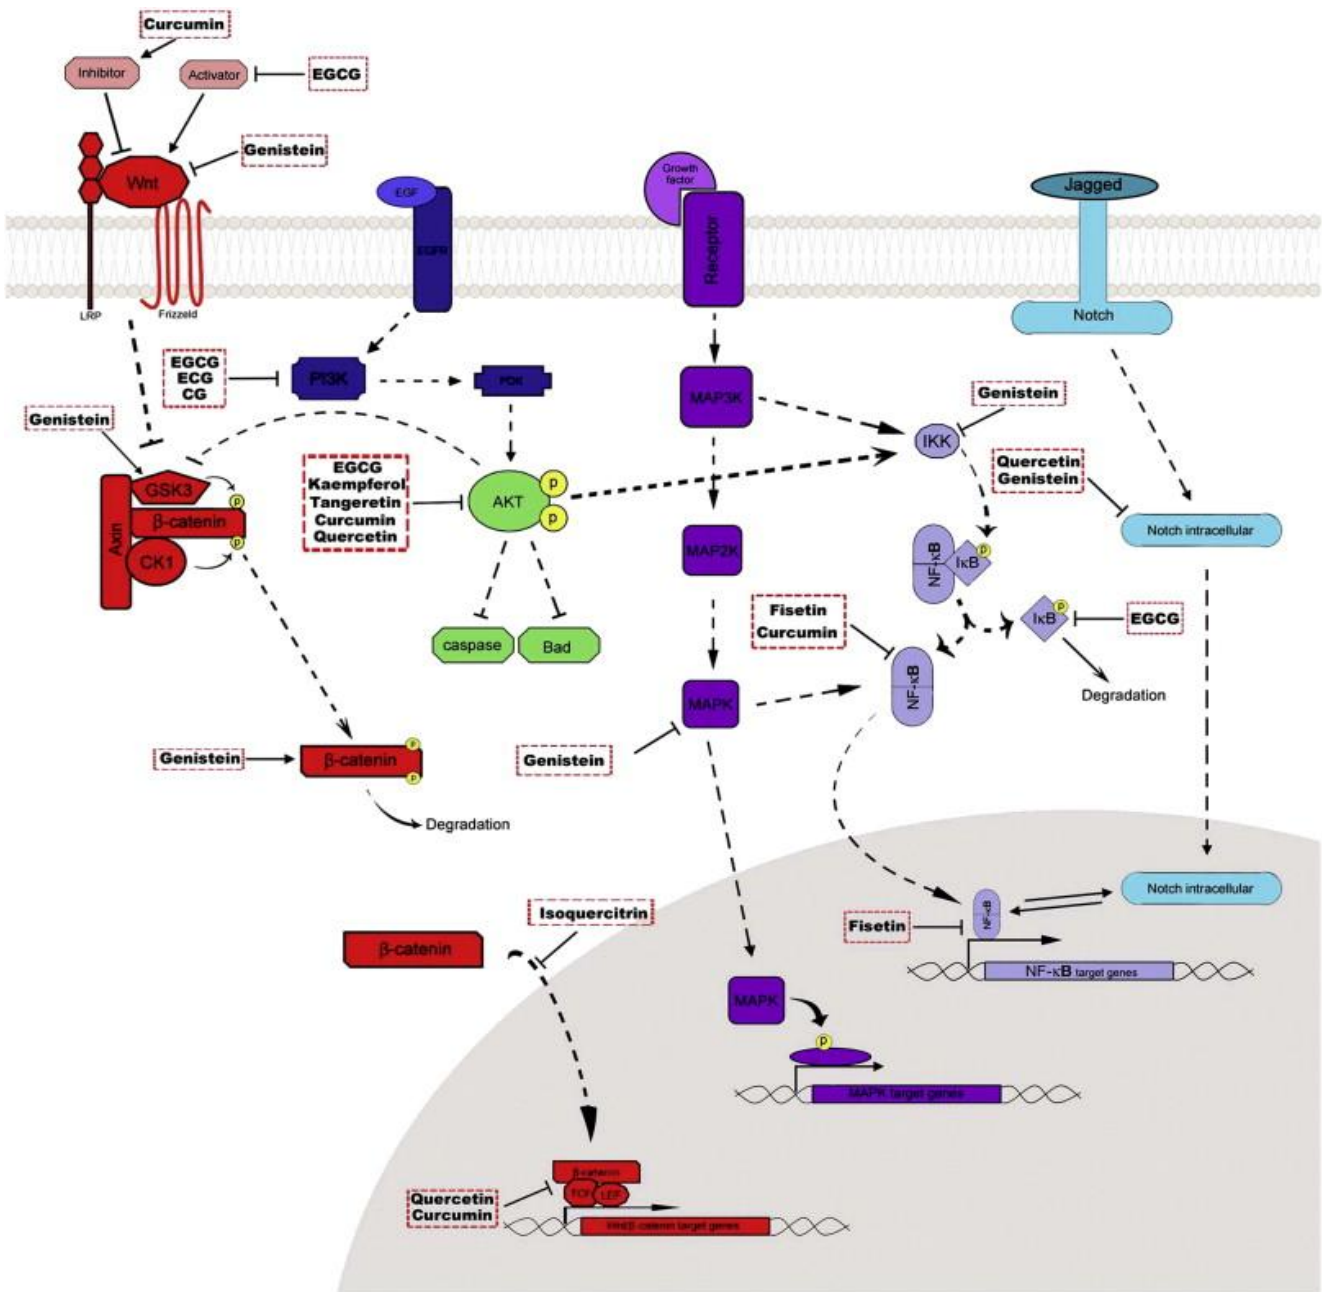 Curcumin
Inhibitor
Activator
EGCG
Genistein
Wnt
LRP
Frizzeld
EGF
EGFR
Growth
factor
Receptor
Jagged
Notch
EGCG
ECG
CG
PI3K
PDK
MAP3K
Genistein
IKK
Genistein
GSK3
p
β-catenin
p
Axin
CK1
EGCG
Kaempferol
Tangeretin
Curcumin
Quercetin
AKT
p
p
Quercetin
Genistein
Notch intracellular
MAP2K
NF-κB
IκB
p
Fisetin
Curcumin
IκB
p
EGCG
Degradation
caspase
Bad
NF-κB
MAPK
Genistein
β-catenin
p
p
Degradation
Genistein
Notch intracellular
Isoquercitrin
β-catenin
Fisetin
NF-κB
NF-κB target genes
MAPK
p
MAPK target genes
β-catenin
TCF
LEF
Quercetin
Curcumin
Wnt/β-catenin target genes